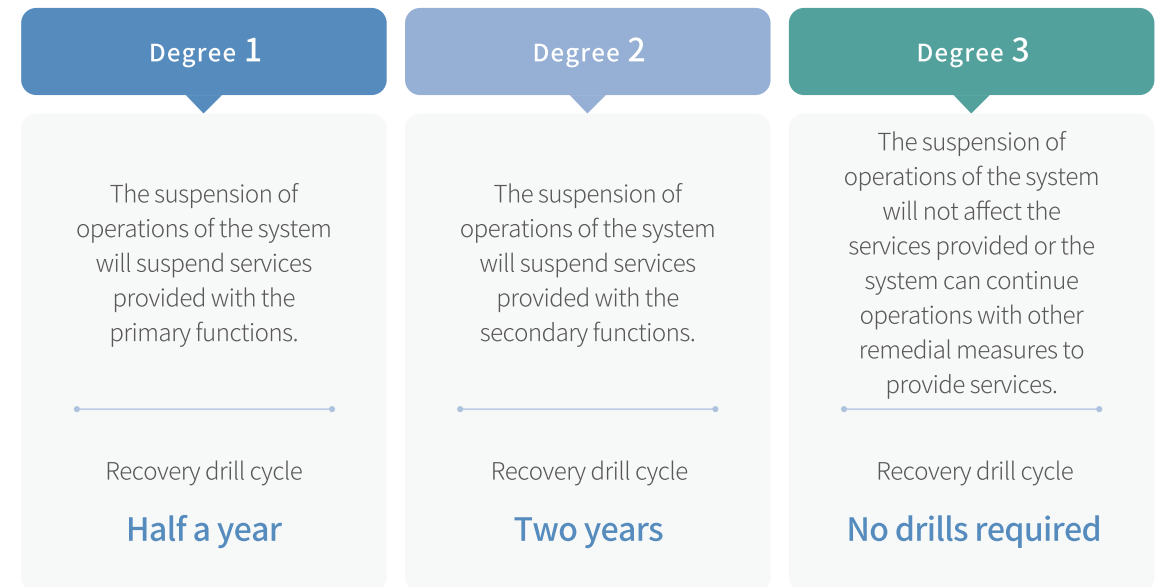 Degree 1
The suspension of
operations of the system
will suspend services
provided with the
primary functions.
Recovery drill cycle
Half a year
Degree 2
The suspension of
operations of the system
will suspend services
provided with the
secondary functions.
Recovery drill cycle
Two years
Degree 3
The suspension of
operations of the system
will not affect the
services provided or the
system can continue
operations with other
remedial measures to
provide services.
Recovery drill cycle
No drills required